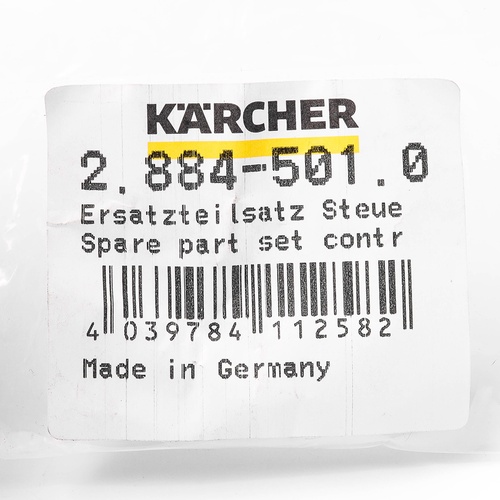 KÄRCHER
2.884-501.0
Ersatzteilsatz Steue
Spare part set contr
4 039784 112582
Made in Germany